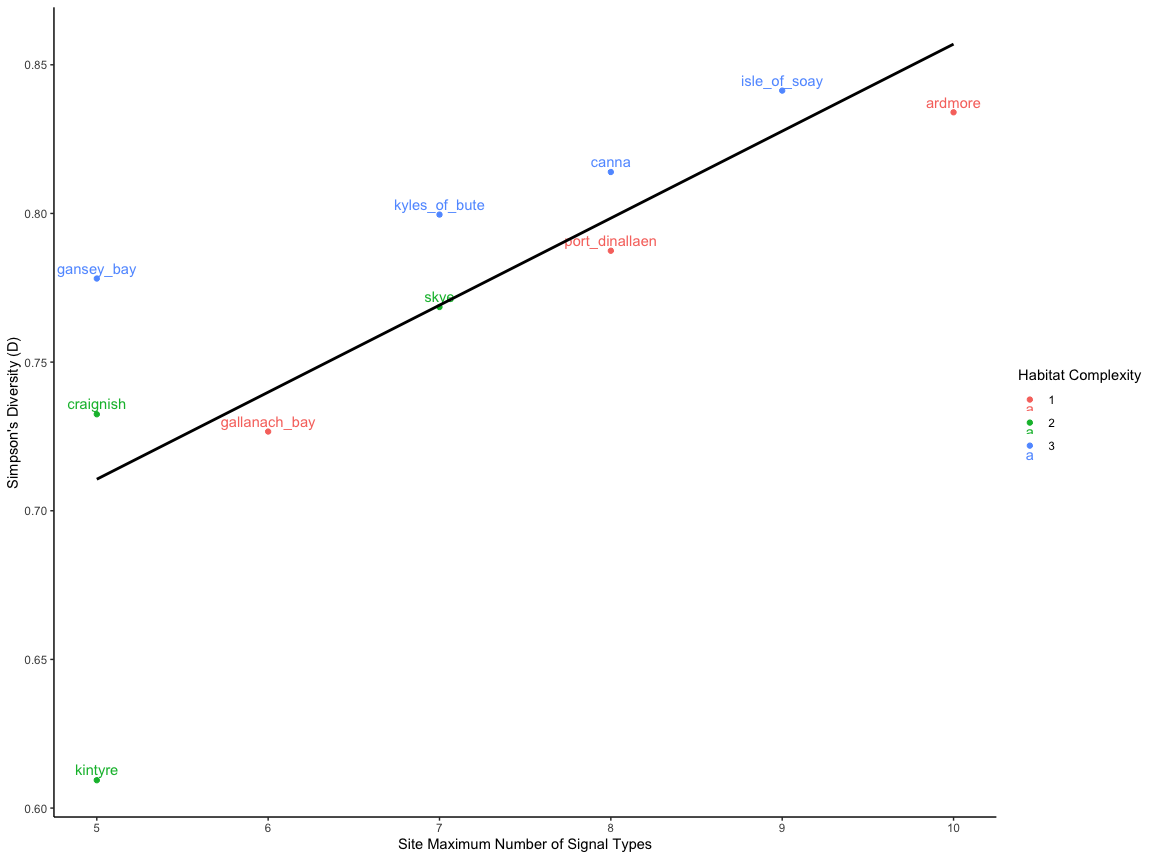 0.85
0.80
0.75
0.70
0.65
0.60
Simpson's Diversity (D)
isle_of_soay
ardmore
canna
kyles_of_bute
port_dinallaen
gansey_bay
skye
craignish
gallanach_bay
kintyre
5 6 7 8 9 10
Site Maximum Number of Signal Types
Habitat Complexity
a 1
a 2
a 3